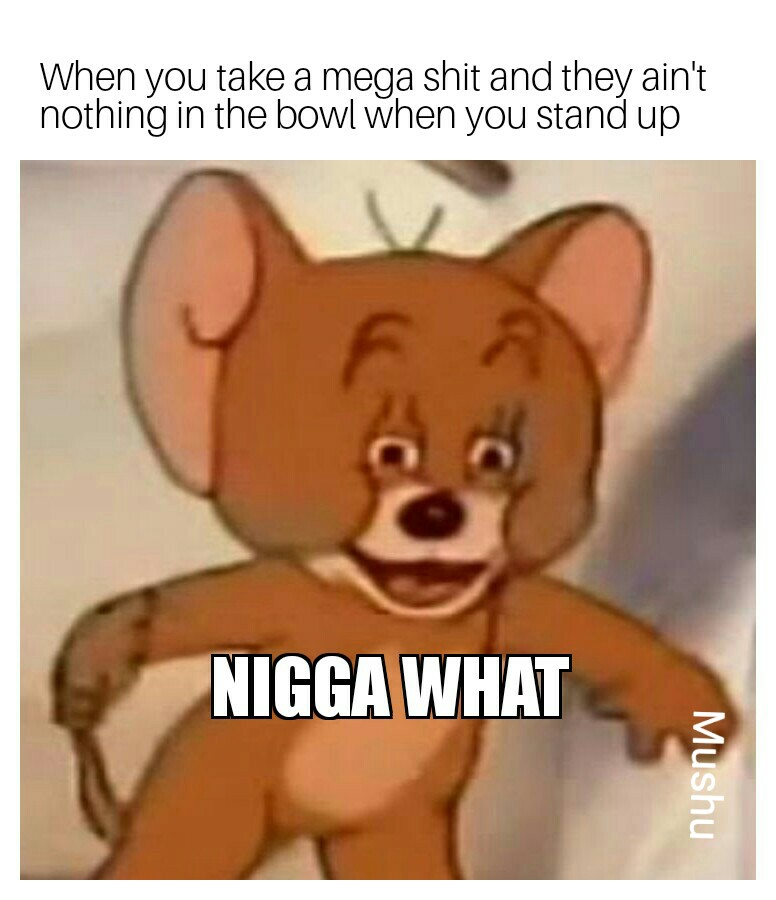 When you take a mega shit and they ain't
nothing in the bowl when you stand up
NIGGA WHAT
Mushu